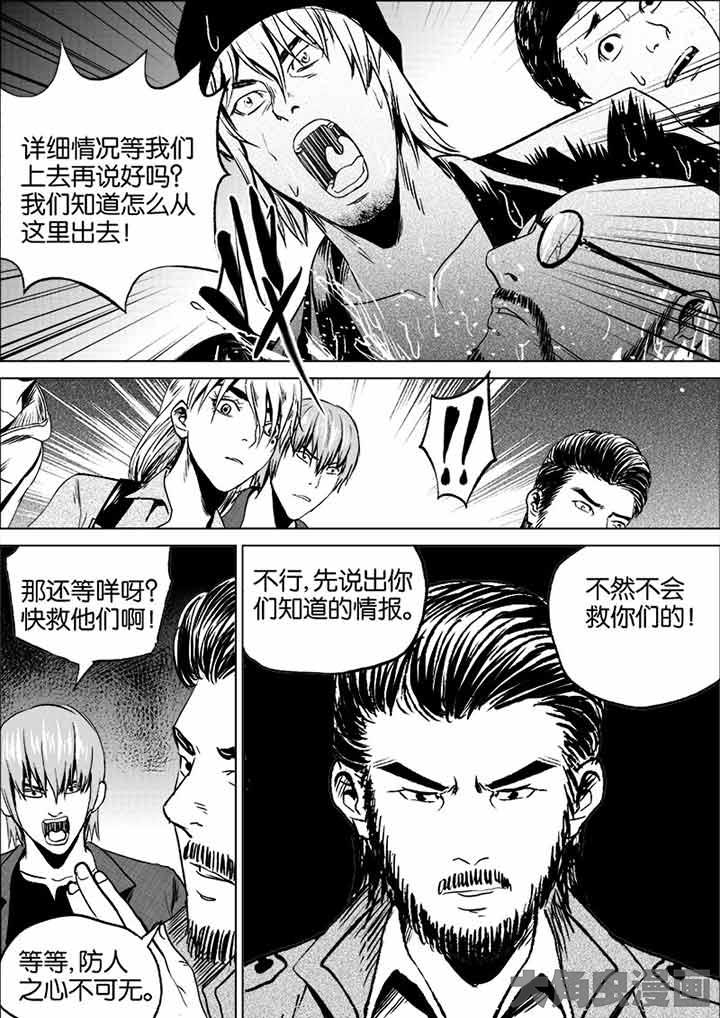 详细情况等我们
上去再说好吗？
我们知道怎么从
这里出去！
!!
那还等咩呀？
快救他们啊！
等等，防人
之心不可无。
不行，先说出你
们知道的情报。
不然不会
救你们的！
大角虫漫画